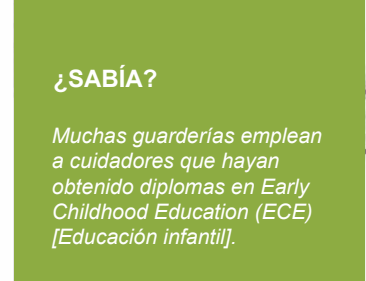 ¿SABÍA?
Muchas guarderías emplean
a cuidadores que hayan
obtenido diplomas en Early
Childhood Education (ECE)
[Educación infantil].